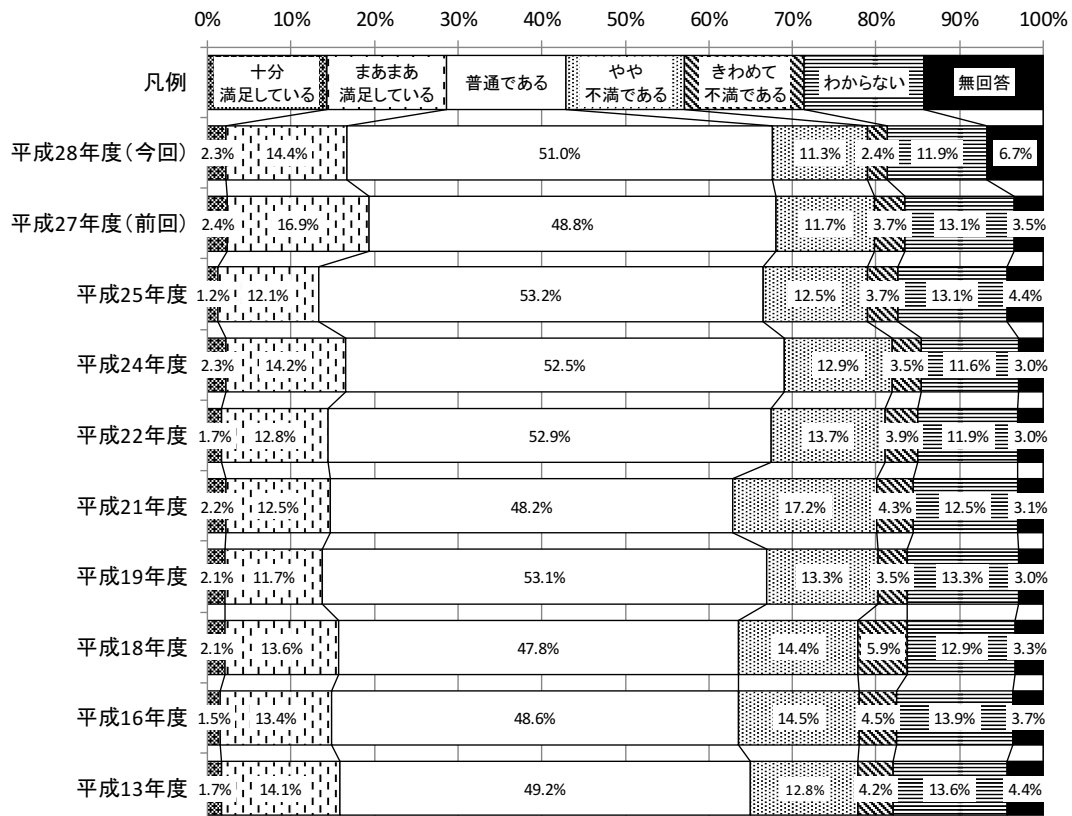 0% 10% 20% 30% 40% 50% 60% 70% 80% 90% 100%
凡例
十分
満足している
まあまあ
満足している
普通である
やや
不満である
きわめて
不満である
わからない
無回答
平成28年度(今回) 2.3% 14.4% 51.0% 11.3% 2.4% 11.9% 6.7%
平成27年度(前回) 2.4% 16.9% 48.8% 11.7% 3.7% 13.1% 3.5%
平成25年度 1.2% 12.1% 53.2% 12.5% 3.7% 13.1% 4.4%
平成24年度 2.3% 14.2% 52.5% 12.9% 3.5% 11.6% 3.0%
平成22年度 1.7% 12.8% 52.9% 13.7% 3.9% 11.9% 3.0%
平成21年度 2.2% 12.5% 48.2% 17.2% 4.3% 12.5% 3.1%
平成19年度 2.1% 11.7% 53.1% 13.3% 3.5% 13.3% 3.0%
平成18年度 2.1% 13.6% 47.8% 14.4% 5.9% 12.9% 3.3%
平成16年度 1.5% 13.4% 48.6% 14.5% 4.5% 13.9% 3.7%
平成13年度 1.7% 14.1% 49.2% 12.8% 4.2% 13.6% 4.4%